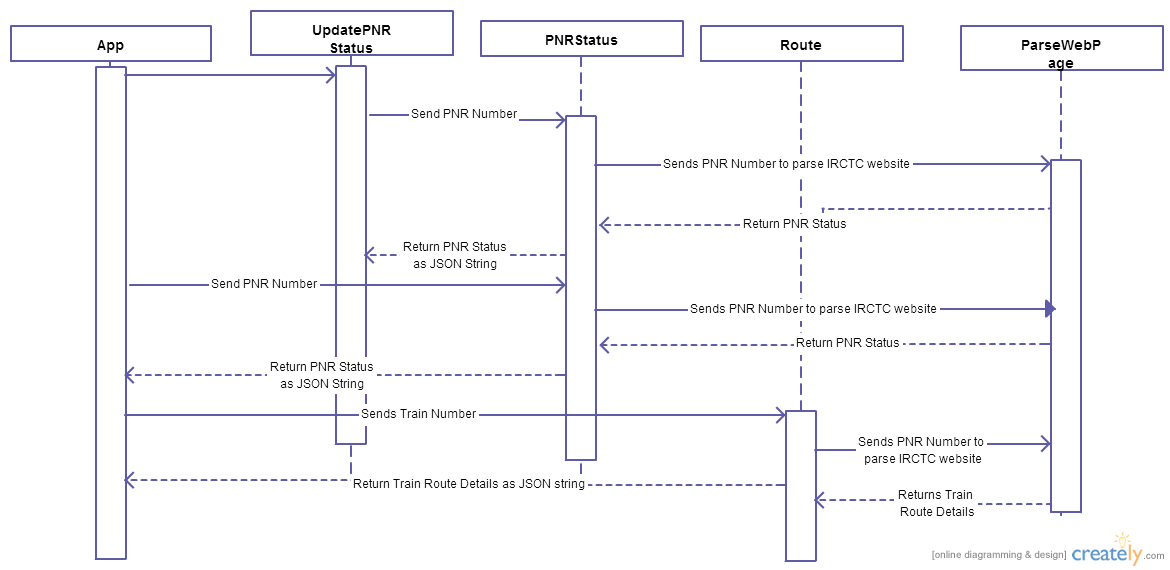 App
UpdatePNR
Status
PNRStatus
Route
ParseWebP
age
Send PNR Number
Sends PNR Number to parse IRCTC website
Return PNR Status
Return PNR Status
as JSON String
Send PNR Number
Sends PNR Number to parse IRCTC website
Return PNR Status
Return PNR Status
as JSON String
Sends Train Number
Sends PNR Number to
parse IRCTC website
Return Train Route Details as JSON string
Returns Train
Route Details
[online diagramming & design] creately.com